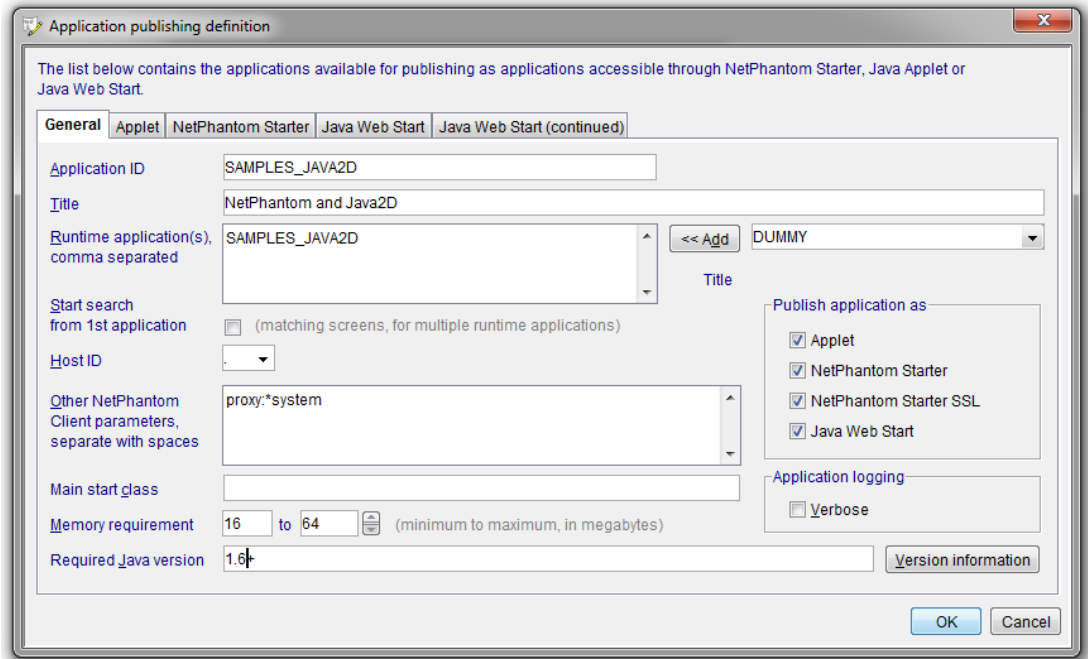 Application publishing definition
The list below contains the applications available for publishing as applications accessible through NetPhantom Starter, Java Applet or
Java Web Start.
General Applet NetPhantom Starter Java Web Start Java Web Start (continued)
Application ID SAMPLES_JAVA2D
Title NetPhantom and Java2D
Runtime application(s),
comma separated
SAMPLES_JAVA2D
<< Add DUMMY
Title
Start search
from 1st application
(matching screens, for multiple runtime applications)
Host ID .
Other NetPhantom
Client parameters,
separate with spaces
proxy:*system
Publish application as
Applet
NetPhantom Starter
NetPhantom Starter SSL
Java Web Start
Main start class
Application logging
Verbose
Memory requirement 16 to 64 (minimum to maximum, in megabytes)
Required Java version 1.6+ Version information
OK Cancel